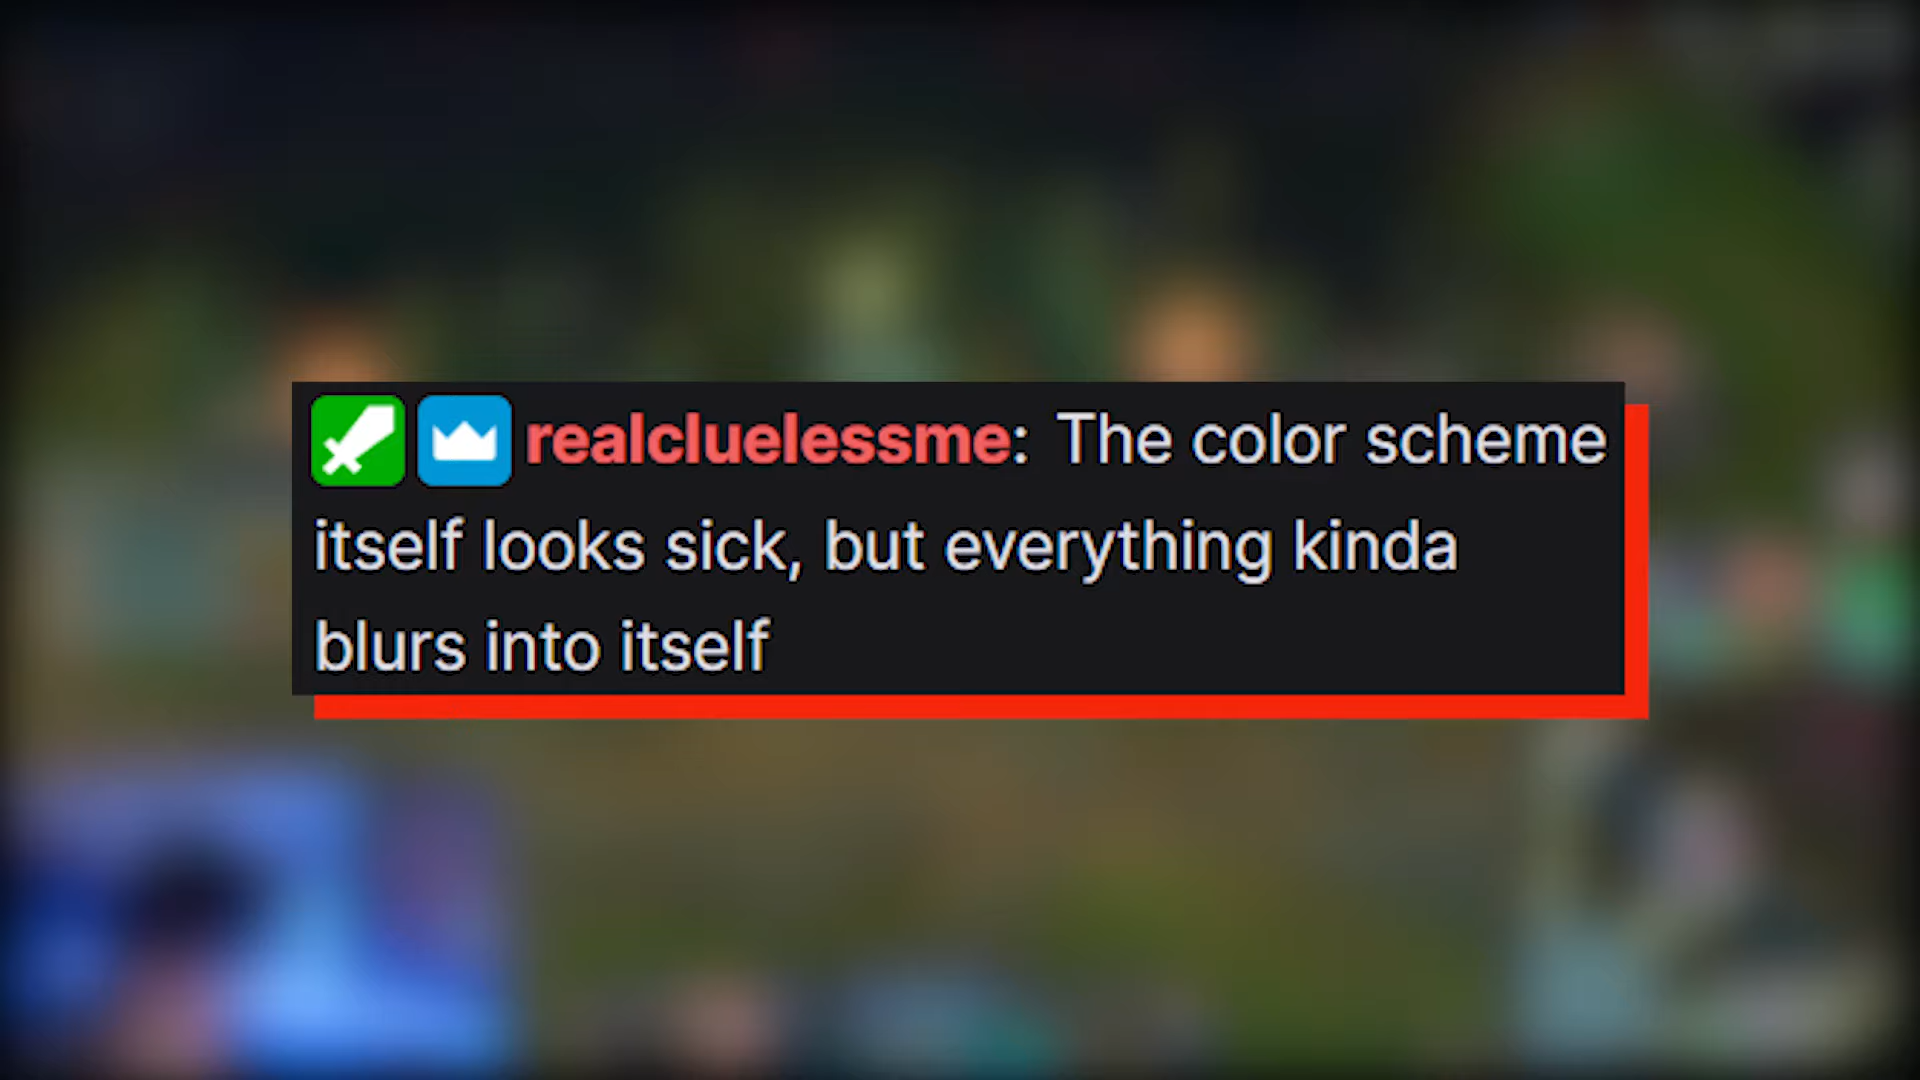 realcluelessme: The color scheme
itself looks sick, but everything kinda
blurs into itself